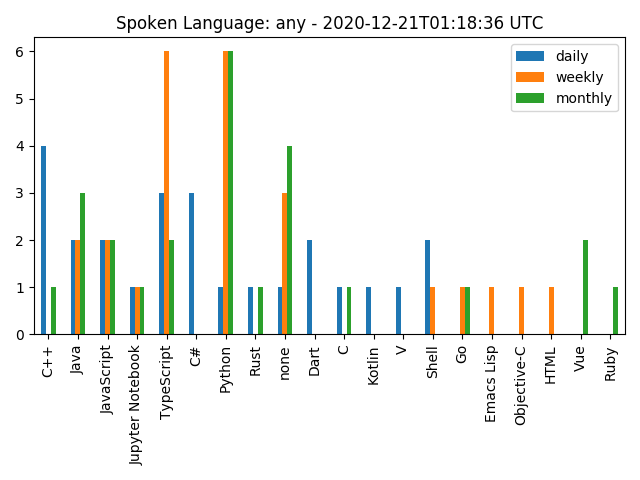 Spoken Language: any - 2020-12-21T01:18:36 UTC
daily
weekly
monthly
6
5
4
3
2
1
0
C++
Java
JavaScript
Jupyter Notebook
TypeScript
C#
Python
Rust
none
Dart
C
Kotlin
V
Shell
Go
Emacs Lisp
Objective-C
HTML
Vue
Ruby